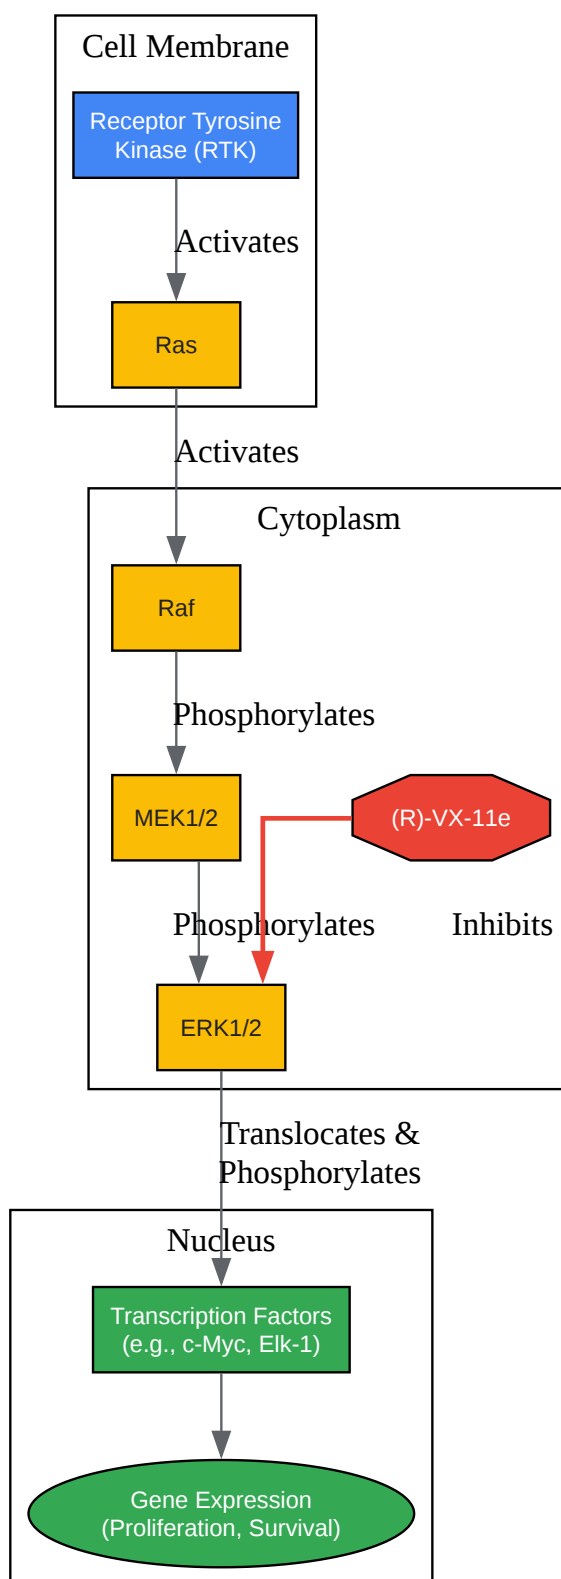 Cell Membrane
Receptor Tyrosine
Kinase (RTK)
Activates
Ras
Activates
Cytoplasm
Raf
Phosphorylates
MEK1/2
(R)-VX-11e
Phosphorylates
Inhibits
ERK1/2
Translocates &
Phosphorylates
Nucleus
Transcription Factors
(e.g., c-Myc, Elk-1)
Gene Expression
(Proliferation, Survival)